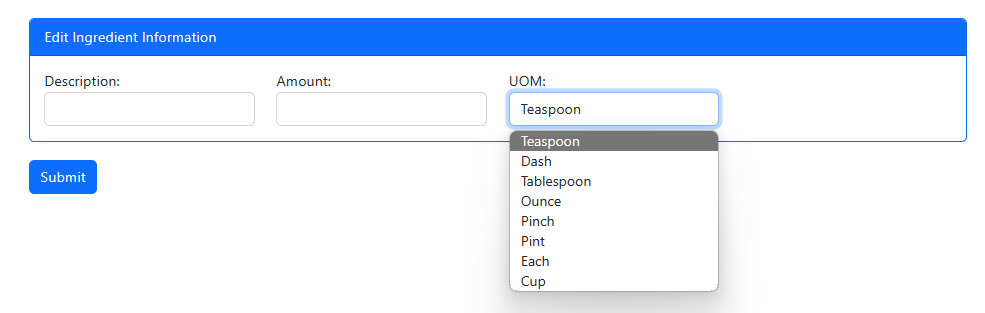 Edit Ingredient Information
Description: Amount: UOM:
Teaspoon
Teaspoon
Dash
Tablespoon
Ounce
Pinch
Pint
Each
Cup
Submit